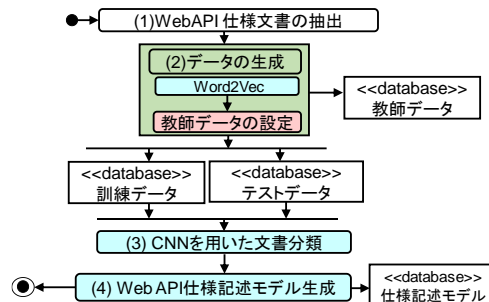 (1)WebAPI 仕様文書の抽出
(2)データの生成
Word2Vec
教師データの設定
<<database>>
教師データ
<<database>>
訓練データ
<<database>>
テストデータ
(3) CNNを用いた文書分類
(4) Web API仕様記述モデル生成
<<database>>
仕様記述モデル